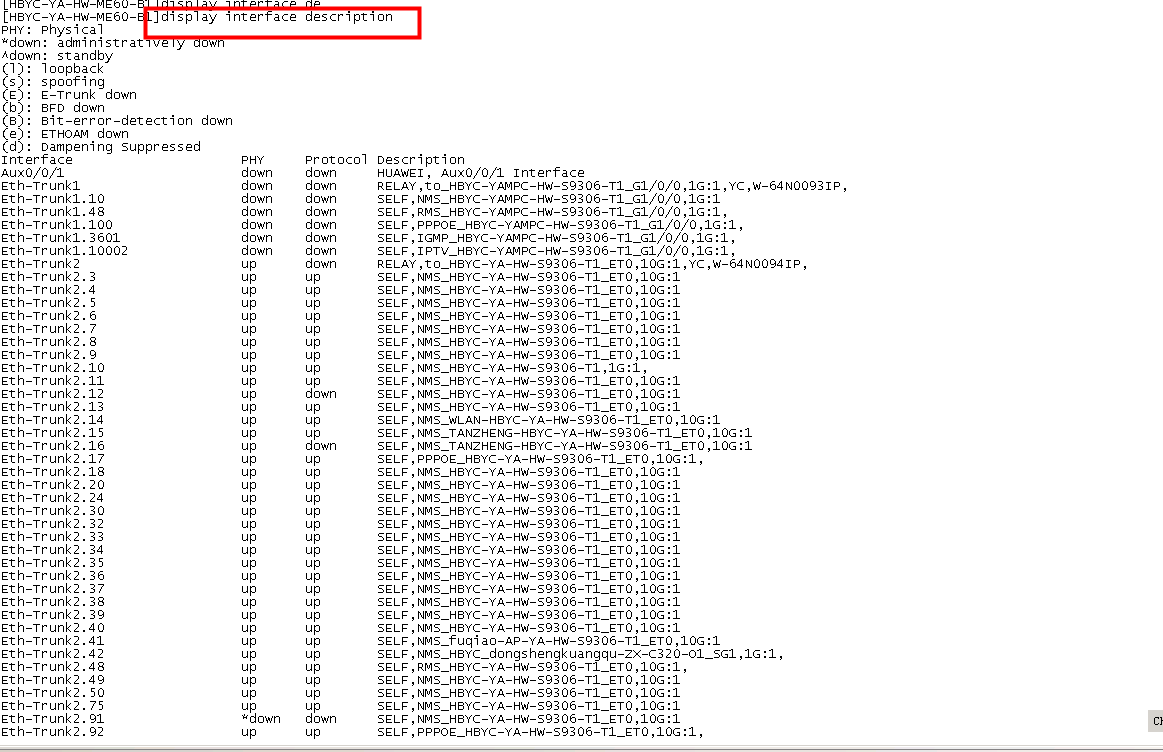 [HBYC-YA-HW-ME60-B1]display interface de
[HBYC-YA-HW-ME60-B1]display interface description
PHY: Physical
*down: administratively down
^down: standby
(l): loopback
(s): spoofing
(E): E-Trunk down
(b): BFD down
(B): Bit-error-detection down
(e): ETHOAM down
(d): Dampening Suppressed
Interface PHY Protocol Description
Aux0/0/1 down down HUAWEI, Aux0/0/1 Interface
Eth-Trunk1 down down RELAY,to_HBYC-YAMPC-HW-S9306-T1_G1/0/0,1G:1,YC,W-64N0093IP,
Eth-Trunk1.10 down down SELF,NMS_HBYC-YAMPC-HW-S9306-T1_G1/0/0,1G:1
Eth-Trunk1.48 down down SELF,RMS_HBYC-YAMPC-HW-S9306-T1_G1/0/0,1G:1,
Eth-Trunk1.100 down down SELF,PPPOE_HBYC-YAMPC-HW-S9306-T1_G1/0/0,1G:1,
Eth-Trunk1.3601 down down SELF,IGMP_HBYC-YAMPC-HW-S9306-T1_G1/0/0,1G:1,
Eth-Trunk1.10002 down down SELF,IPTV_HBYC-YAMPC-HW-S9306-T1_G1/0/0,1G:1,
Eth-Trunk2 up down RELAY,to_HBYC-YA-HW-S9306-T1_ET0,10G:1,YC,W-64N0094IP,
Eth-Trunk2.3 up up SELF,NMS_HBYC-YA-HW-S9306-T1_ET0,10G:1
Eth-Trunk2.4 up up SELF,NMS_HBYC-YA-HW-S9306-T1_ET0,10G:1
Eth-Trunk2.5 up up SELF,NMS_HBYC-YA-HW-S9306-T1_ET0,10G:1
Eth-Trunk2.6 up up SELF,NMS_HBYC-YA-HW-S9306-T1_ET0,10G:1
Eth-Trunk2.7 up up SELF,NMS_HBYC-YA-HW-S9306-T1_ET0,10G:1
Eth-Trunk2.8 up up SELF,NMS_HBYC-YA-HW-S9306-T1_ET0,10G:1
Eth-Trunk2.9 up up SELF,NMS_HBYC-YA-HW-S9306-T1_ET0,10G:1
Eth-Trunk2.10 up up SELF,NMS_HBYC-YA-HW-S9306-T1,1G:1,
Eth-Trunk2.11 up up SELF,NMS_HBYC-YA-HW-S9306-T1_ET0,10G:1
Eth-Trunk2.12 up down SELF,NMS_HBYC-YA-HW-S9306-T1_ET0,10G:1
Eth-Trunk2.13 up up SELF,NMS_HBYC-YA-HW-S9306-T1_ET0,10G:1
Eth-Trunk2.14 up up SELF,NMS_WLAN-HBYC-YA-HW-S9306-T1_ET0,10G:1
Eth-Trunk2.15 up up SELF,NMS_TANZHENG-HBYC-YA-HW-S9306-T1_ET0,10G:1
Eth-Trunk2.16 up down SELF,NMS_TANZHENG-HBYC-YA-HW-S9306-T1_ET0,10G:1
Eth-Trunk2.17 up up SELF,PPPOE_HBYC-YA-HW-S9306-T1_ET0,10G:1,
Eth-Trunk2.18 up up SELF,NMS_HBYC-YA-HW-S9306-T1_ET0,10G:1
Eth-Trunk2.20 up up SELF,NMS_HBYC-YA-HW-S9306-T1_ET0,10G:1
Eth-Trunk2.24 up up SELF,NMS_HBYC-YA-HW-S9306-T1_ET0,10G:1
Eth-Trunk2.30 up up SELF,NMS_HBYC-YA-HW-S9306-T1_ET0,10G:1
Eth-Trunk2.32 up up SELF,NMS_HBYC-YA-HW-S9306-T1_ET0,10G:1
Eth-Trunk2.33 up up SELF,NMS_HBYC-YA-HW-S9306-T1_ET0,10G:1
Eth-Trunk2.34 up up SELF,NMS_HBYC-YA-HW-S9306-T1_ET0,10G:1
Eth-Trunk2.35 up up SELF,NMS_HBYC-YA-HW-S9306-T1_ET0,10G:1
Eth-Trunk2.36 up up SELF,NMS_HBYC-YA-HW-S9306-T1_ET0,10G:1
Eth-Trunk2.37 up up SELF,NMS_HBYC-YA-HW-S9306-T1_ET0,10G:1
Eth-Trunk2.38 up up SELF,NMS_HBYC-YA-HW-S9306-T1_ET0,10G:1
Eth-Trunk2.39 up up SELF,NMS_HBYC-YA-HW-S9306-T1_ET0,10G:1
Eth-Trunk2.40 up up SELF,NMS_HBYC-YA-HW-S9306-T1_ET0,10G:1
Eth-Trunk2.41 up up SELF,NMS_fuqiao-AP-YA-HW-S9306-T1_ET0,10G:1
Eth-Trunk2.42 up up SELF,NMS_HBYC_dongshengkuangqu-ZX-C320-01_SG1,1G:1,
Eth-Trunk2.48 up up SELF,RMS_HBYC-YA-HW-S9306-T1_ET0,10G:1,
Eth-Trunk2.49 up up SELF,NMS_HBYC-YA-HW-S9306-T1_ET0,10G:1
Eth-Trunk2.50 up up SELF,NMS_HBYC-YA-HW-S9306-T1_ET0,10G:1
Eth-Trunk2.75 up up SELF,NMS_HBYC-YA-HW-S9306-T1_ET0,10G:1
Eth-Trunk2.91 *down down SELF,NMS_HBYC-YA-HW-S9306-T1_ET0,10G:1
Eth-Trunk2.92 up up SELF,PPPOE_HBYC-YA-HW-S9306-T1_ET0,10G:1,